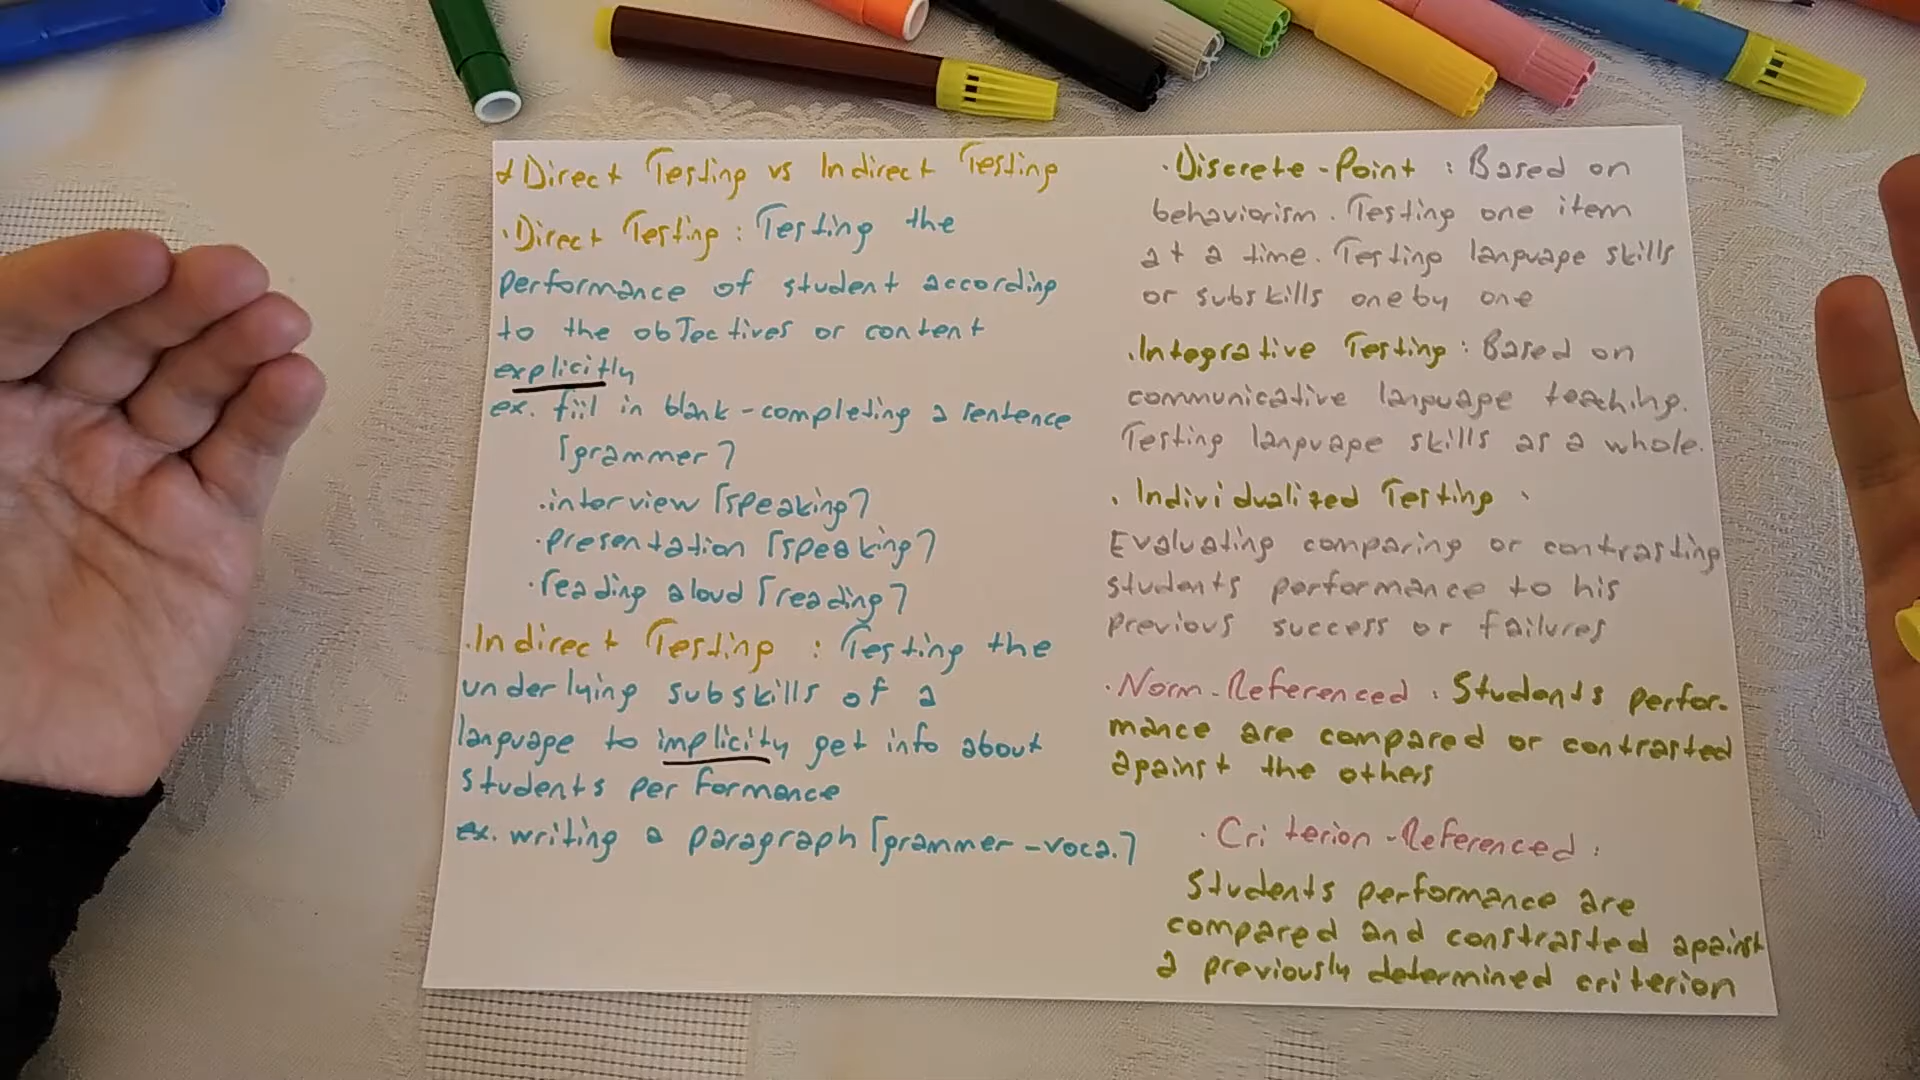 Direct Testing vs Indirect Testing
·Direct Testing : Testing the
performance of student according
to the objectives or content
explicitly
ex. fiil in blank-completing a sentence
[grammer]
·interview [speaking]
·presentation [speaking]
·reading aloud [reading]
·Indirect Testing : Testing the
underlying subskills of a
language to implicity get info about
students performance
ex. writing a paragraph [grammer-voca.]
·Discrete-Point : Based on
behaviorism. Testing one item
at a time. Testing language skills
or subskills one by one
·Integrative Testing : Based on
communicative language teaching.
Testing language skills as a whole.
· Individualized Testing
Evaluating comparing or contrasting
students performance to his
previous success or failures
·Norm-Referenced : Students perfor-
mance are compared or contrasted
against the others
·Criterion-Referenced :
Students performance are
compared and constrasted against
a previously determined criterion